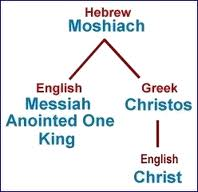 Hebrew
Moshiach
English
Messiah
Anointed One
King
Greek
Christos
English
Christ